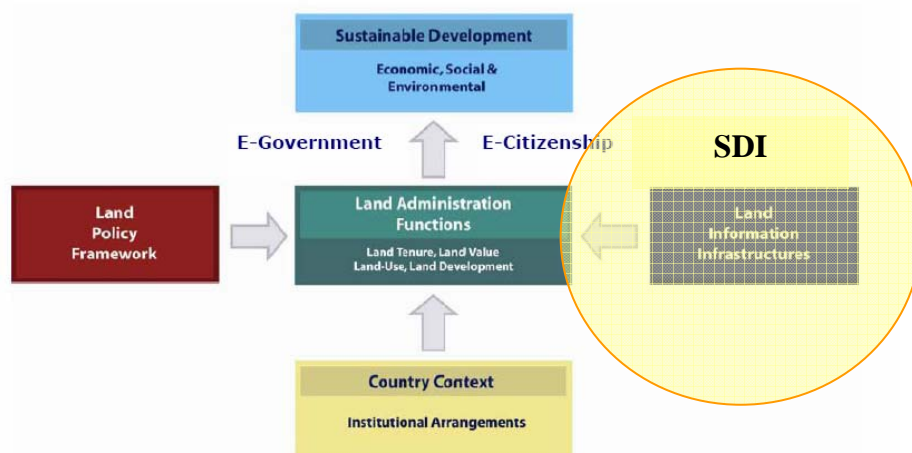 Sustainable Development
Economic, Social &
Environmental
E-Government
E-Citizenship
SDI
Land
Policy
Framework
Land Administration
Functions
Land Tenure, Land Value
Land-Use, Land Development
Land
Information
Infrastructures
Country Context
Institutional Arrangements